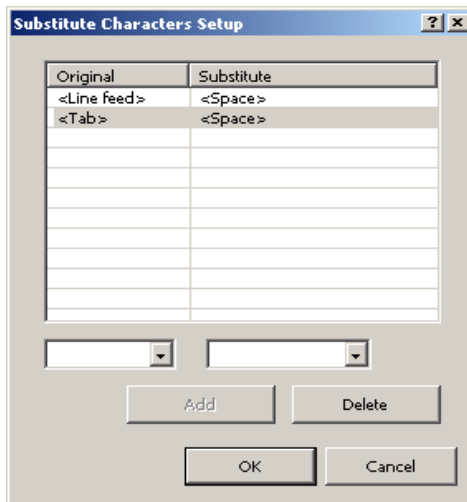 Substitute Characters Setup ? ×
Original Substitute
<Line feed> <Space>
<Tab> <Space>
Add Delete
OK Cancel